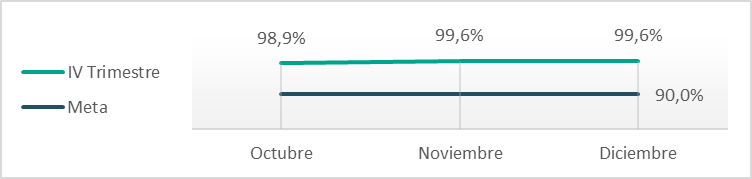 98,9%
99,6%
99,6%
IV Trimestre
Meta
90,0%
Octubre
Noviembre
Diciembre